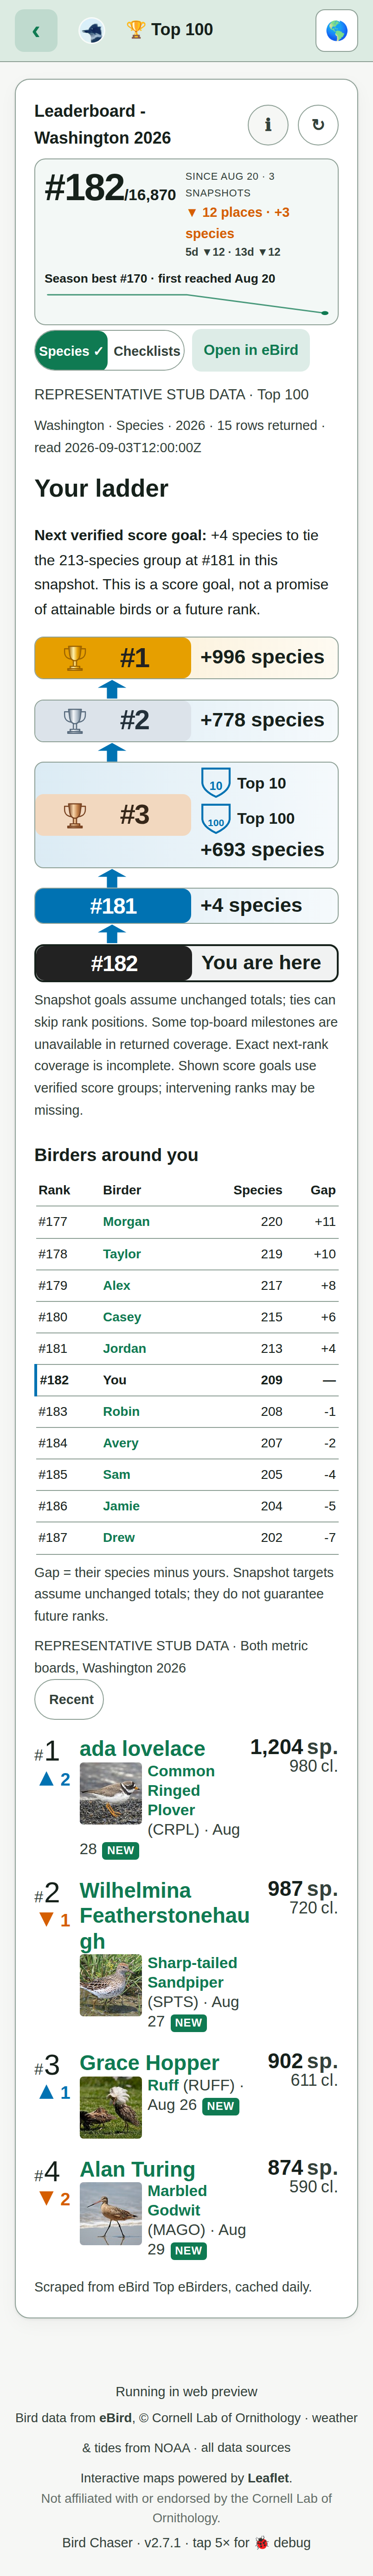 ‹ 🏆 Top 100 🌎
Leaderboard -
Washington 2026
ℹ ↻
#182/16,870
SINCE AUG 20 · 3
SNAPSHOTS
▼ 12 places · +3
species
5d ▼12 · 13d ▼12
Season best #170 · first reached Aug 20
Species ✓ Checklists Open in eBird
REPRESENTATIVE STUB DATA · Top 100
Washington · Species · 2026 · 15 rows returned ·
read 2026-09-03T12:00:00Z
Your ladder
Next verified score goal: +4 species to tie
the 213-species group at #181 in this
snapshot. This is a score goal, not a promise
of attainable birds or a future rank.
#1 +996 species
#2 +778 species
#3
10 Top 10
100 Top 100
+693 species
#181 +4 species
#182 You are here
Snapshot goals assume unchanged totals; ties can
skip rank positions. Some top-board milestones are
unavailable in returned coverage. Exact next-rank
coverage is incomplete. Shown score goals use
verified score groups; intervening ranks may be
missing.
Birders around you
Rank Birder Species Gap
#177 Morgan 220 +11
#178 Taylor 219 +10
#179 Alex 217 +8
#180 Casey 215 +6
#181 Jordan 213 +4
#182 You 209 —
#183 Robin 208 -1
#184 Avery 207 -2
#185 Sam 205 -4
#186 Jamie 204 -5
#187 Drew 202 -7
Gap = their species minus yours. Snapshot targets
assume unchanged totals; they do not guarantee
future ranks.
REPRESENTATIVE STUB DATA · Both metric
boards, Washington 2026
Recent
#1 ada lovelace 1,204 sp.
▲ 2 980 cl.
Common
Ringed
Plover
(CRPL) · Aug
28 NEW
#2 Wilhelmina 987 sp.
▼ 1 Featherstonehau 720 cl.
gh
Sharp-tailed
Sandpiper
(SPTS) · Aug
27 NEW
#3 Grace Hopper 902 sp.
▲ 1 611 cl.
Ruff (RUFF) ·
Aug 26 NEW
#4 Alan Turing 874 sp.
▼ 2 590 cl.
Marbled
Godwit
(MAGO) · Aug
29 NEW
Scraped from eBird Top eBirders, cached daily.
Running in web preview
Bird data from eBird, © Cornell Lab of Ornithology · weather
& tides from NOAA · all data sources
Interactive maps powered by Leaflet.
Not affiliated with or endorsed by the Cornell Lab of
Ornithology.
Bird Chaser · v2.7.1 · tap 5× for 🐞 debug